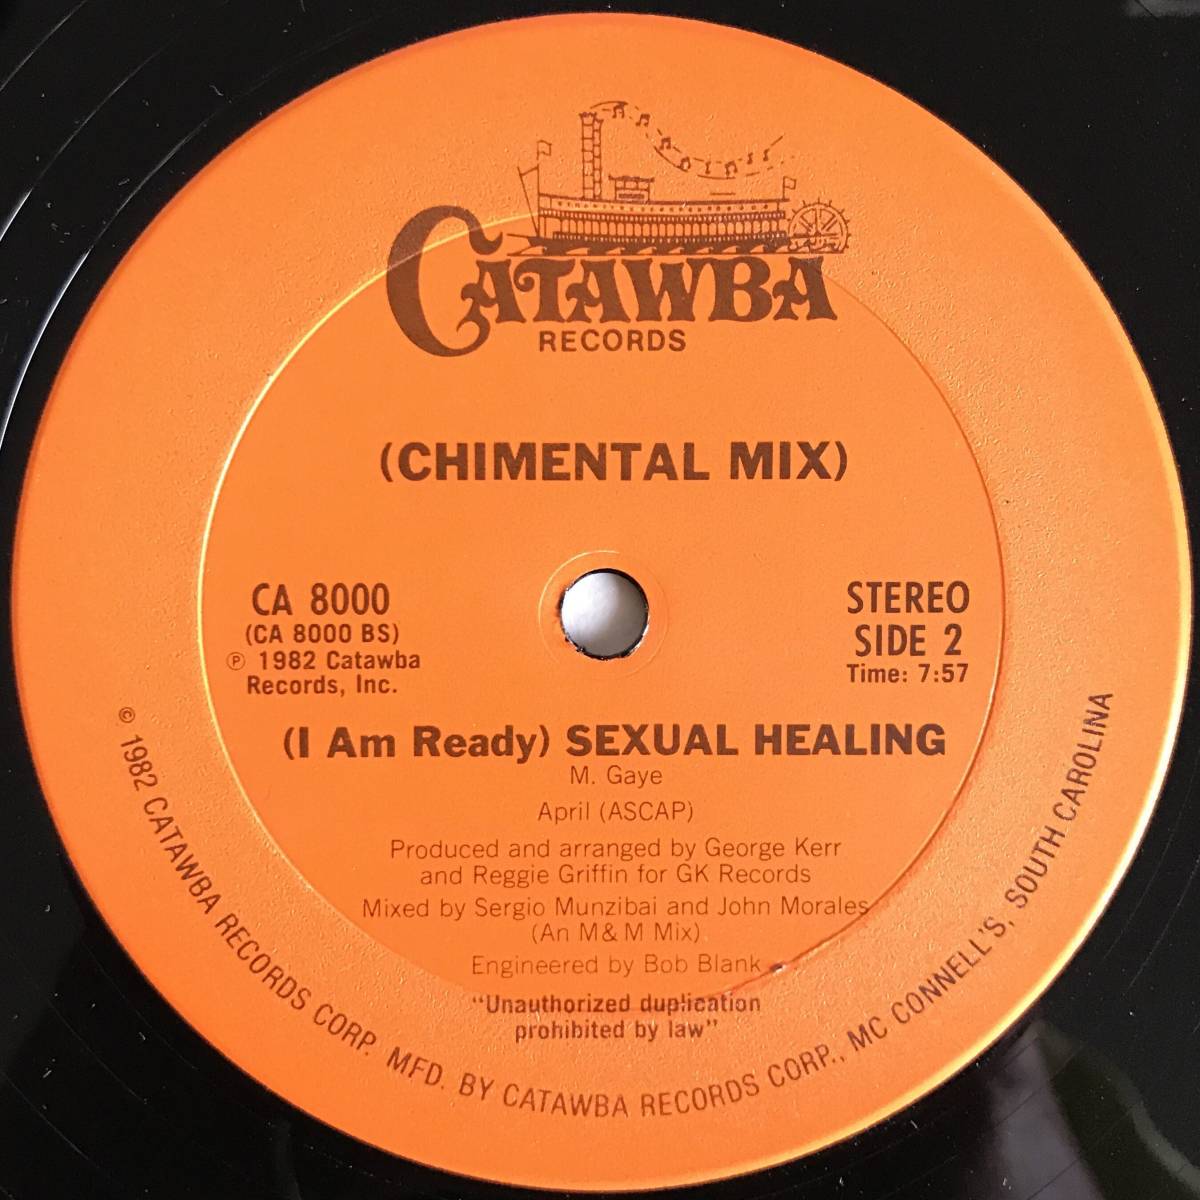 CATAWBA
RECORDS
(CHIMENTAL MIX)
CA 8000
(CA 8000 BS)
℗ 1982 Catawba
Records, Inc.
STEREO
SIDE 2
Time: 7:57
(I Am Ready) SEXUAL HEALING
M. Gaye
April (ASCAP)
Produced and arranged by George Kerr
and Reggie Griffin for GK Records
Mixed by Sergio Munzibai and John Morales
(An M&M Mix)
Engineered by Bob Blank
"Unauthorized duplication
prohibited by law"
© 1982 CATAWBA RECORDS CORP. MFD. BY CATAWBA RECORDS CORP., MC CONNELL'S, SOUTH CAROLINA